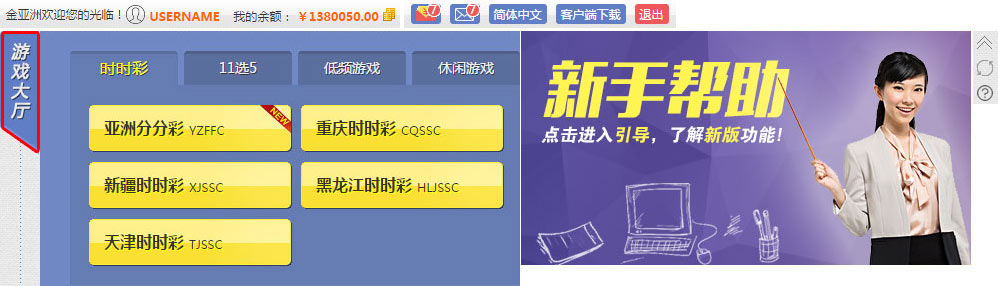 金亚洲欢迎您的光临！ USERNAME 我的余额： ￥1380050.00 7 7 简体中文 客户端下载 退出
游戏大厅
时时彩 11选5 低频游戏 休闲游戏
亚洲分分彩 YZFFC NEW 重庆时时彩 CQSSC
新疆时时彩 XJSSC 黑龙江时时彩 HLJSSC
天津时时彩 TJSSC
新手帮助
点击进入引导，了解新版功能！
?